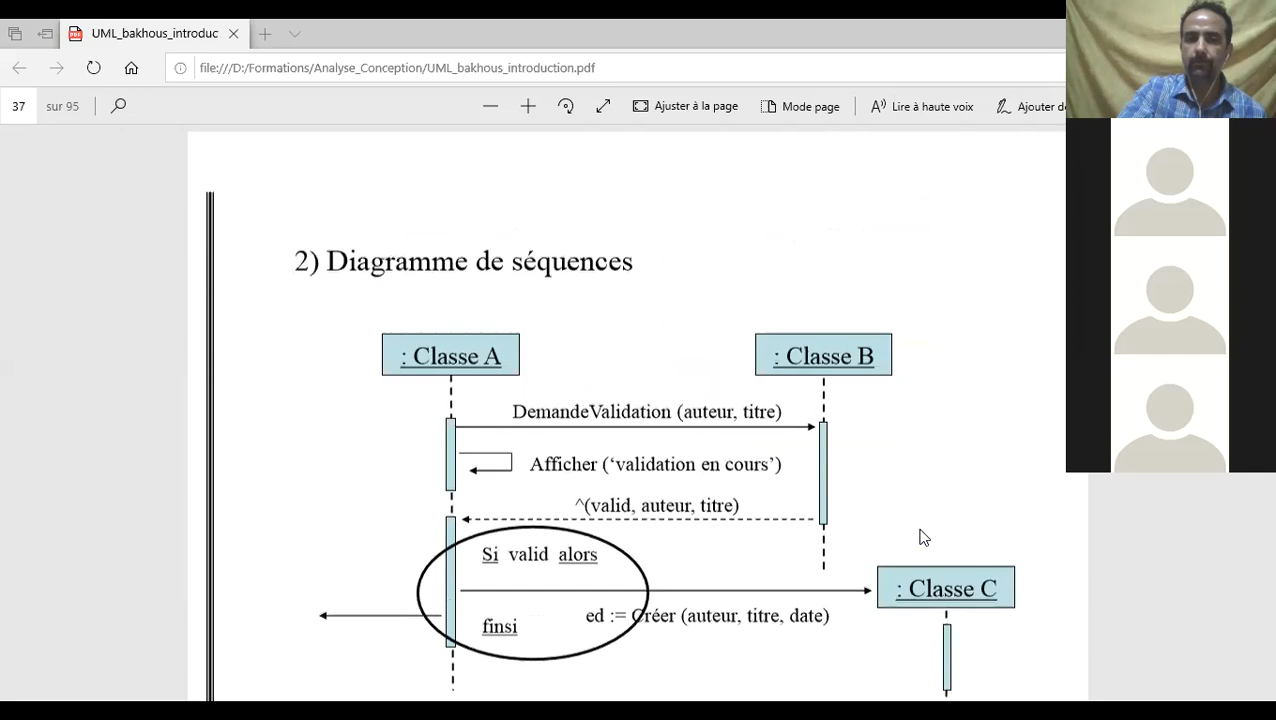 UML_bakhous_introduc
file:///D:/Formations/Analyse_Conception/UML_bakhous_introduction.pdf
37 sur 95 Ajuster à la page Mode page Lire à haute voix Ajouter de
2) Diagramme de séquences
: Classe A : Classe B
DemandeValidation (auteur, titre)
Afficher (‘validation en cours’)
^(valid, auteur, titre)
Si valid alors
: Classe C
ed := Créer (auteur, titre, date)
finsi